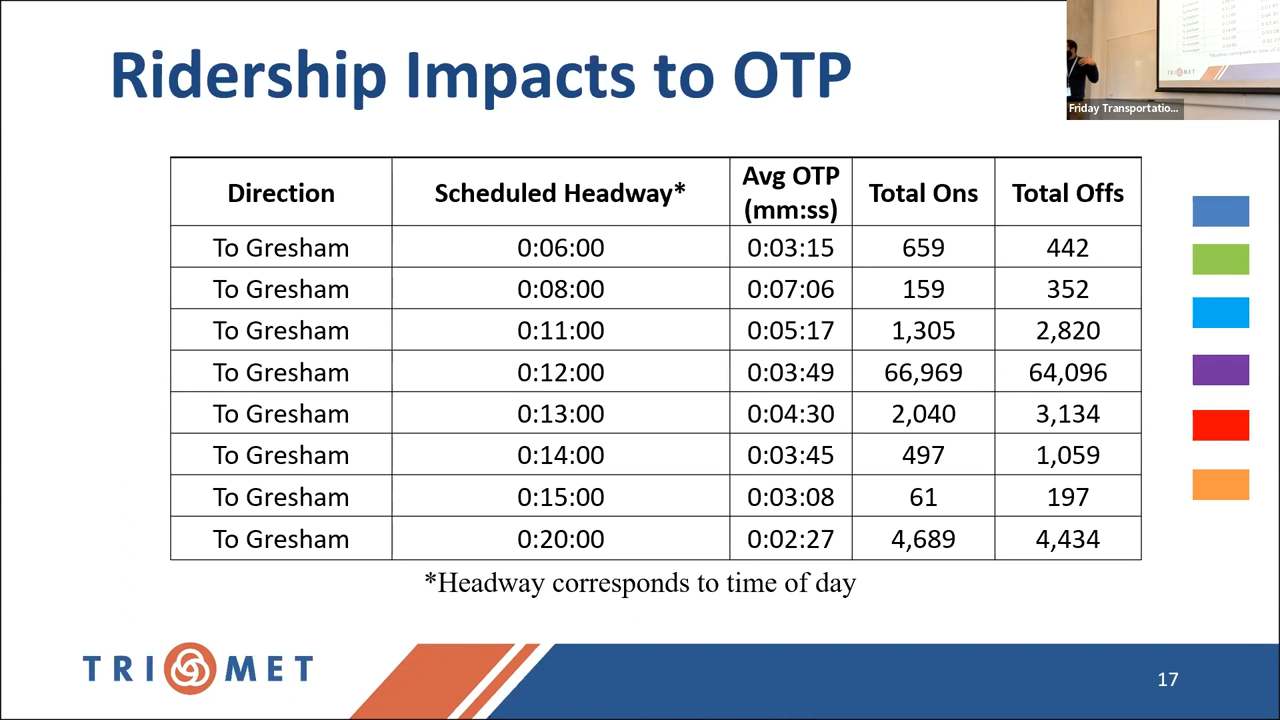 Ridership Impacts to OTP
Friday Transportatio...
Direction Scheduled Headway* Avg OTP (mm:ss) Total Ons Total Offs
To Gresham 0:06:00 0:03:15 659 442
To Gresham 0:08:00 0:07:06 159 352
To Gresham 0:11:00 0:05:17 1,305 2,820
To Gresham 0:12:00 0:03:49 66,969 64,096
To Gresham 0:13:00 0:04:30 2,040 3,134
To Gresham 0:14:00 0:03:45 497 1,059
To Gresham 0:15:00 0:03:08 61 197
To Gresham 0:20:00 0:02:27 4,689 4,434
*Headway corresponds to time of day
TRI MET
17